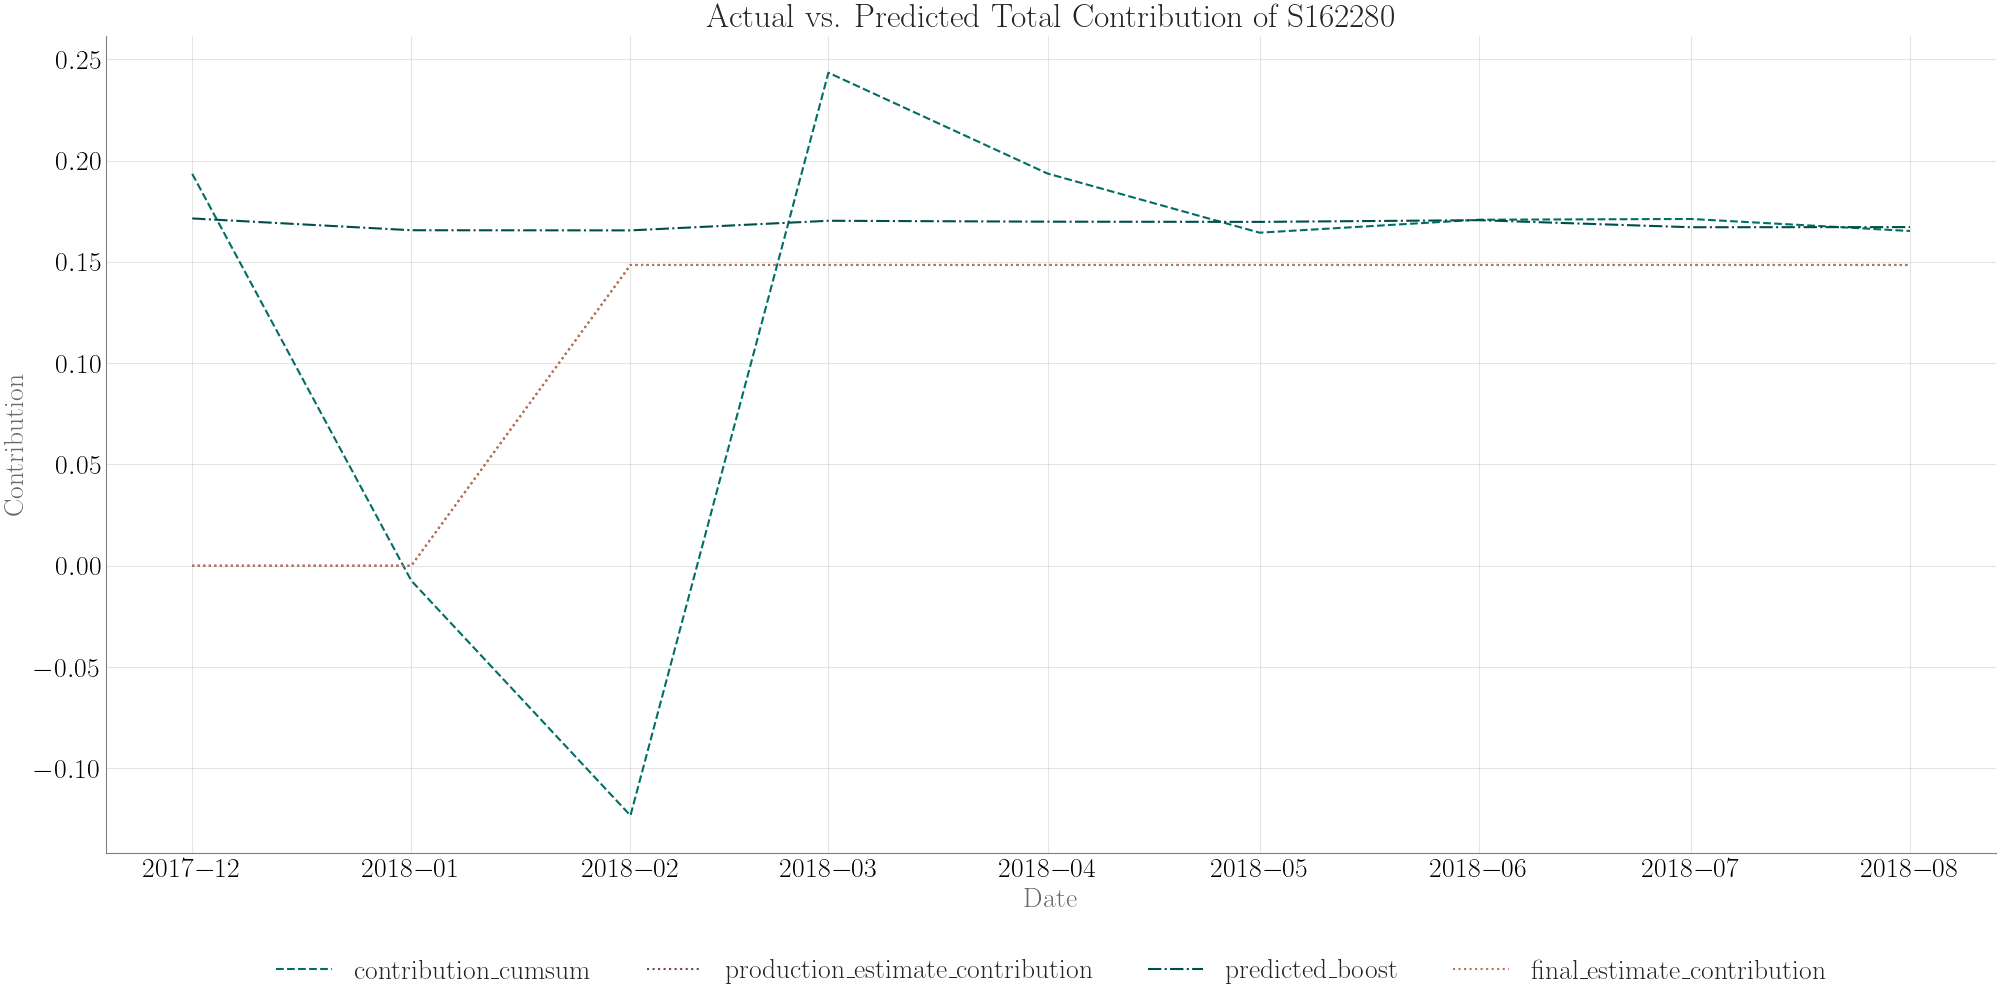 Actual vs. Predicted Total Contribution of S162280
0.25
0.20
0.15
0.10
0.05
0.00
−0.05
−0.10
Contribution
2017−12 2018−01 2018−02 2018−03 2018−04 2018−05 2018−06 2018−07 2018−08
Date
contribution_cumsum production_estimate_contribution predicted_boost final_estimate_contribution